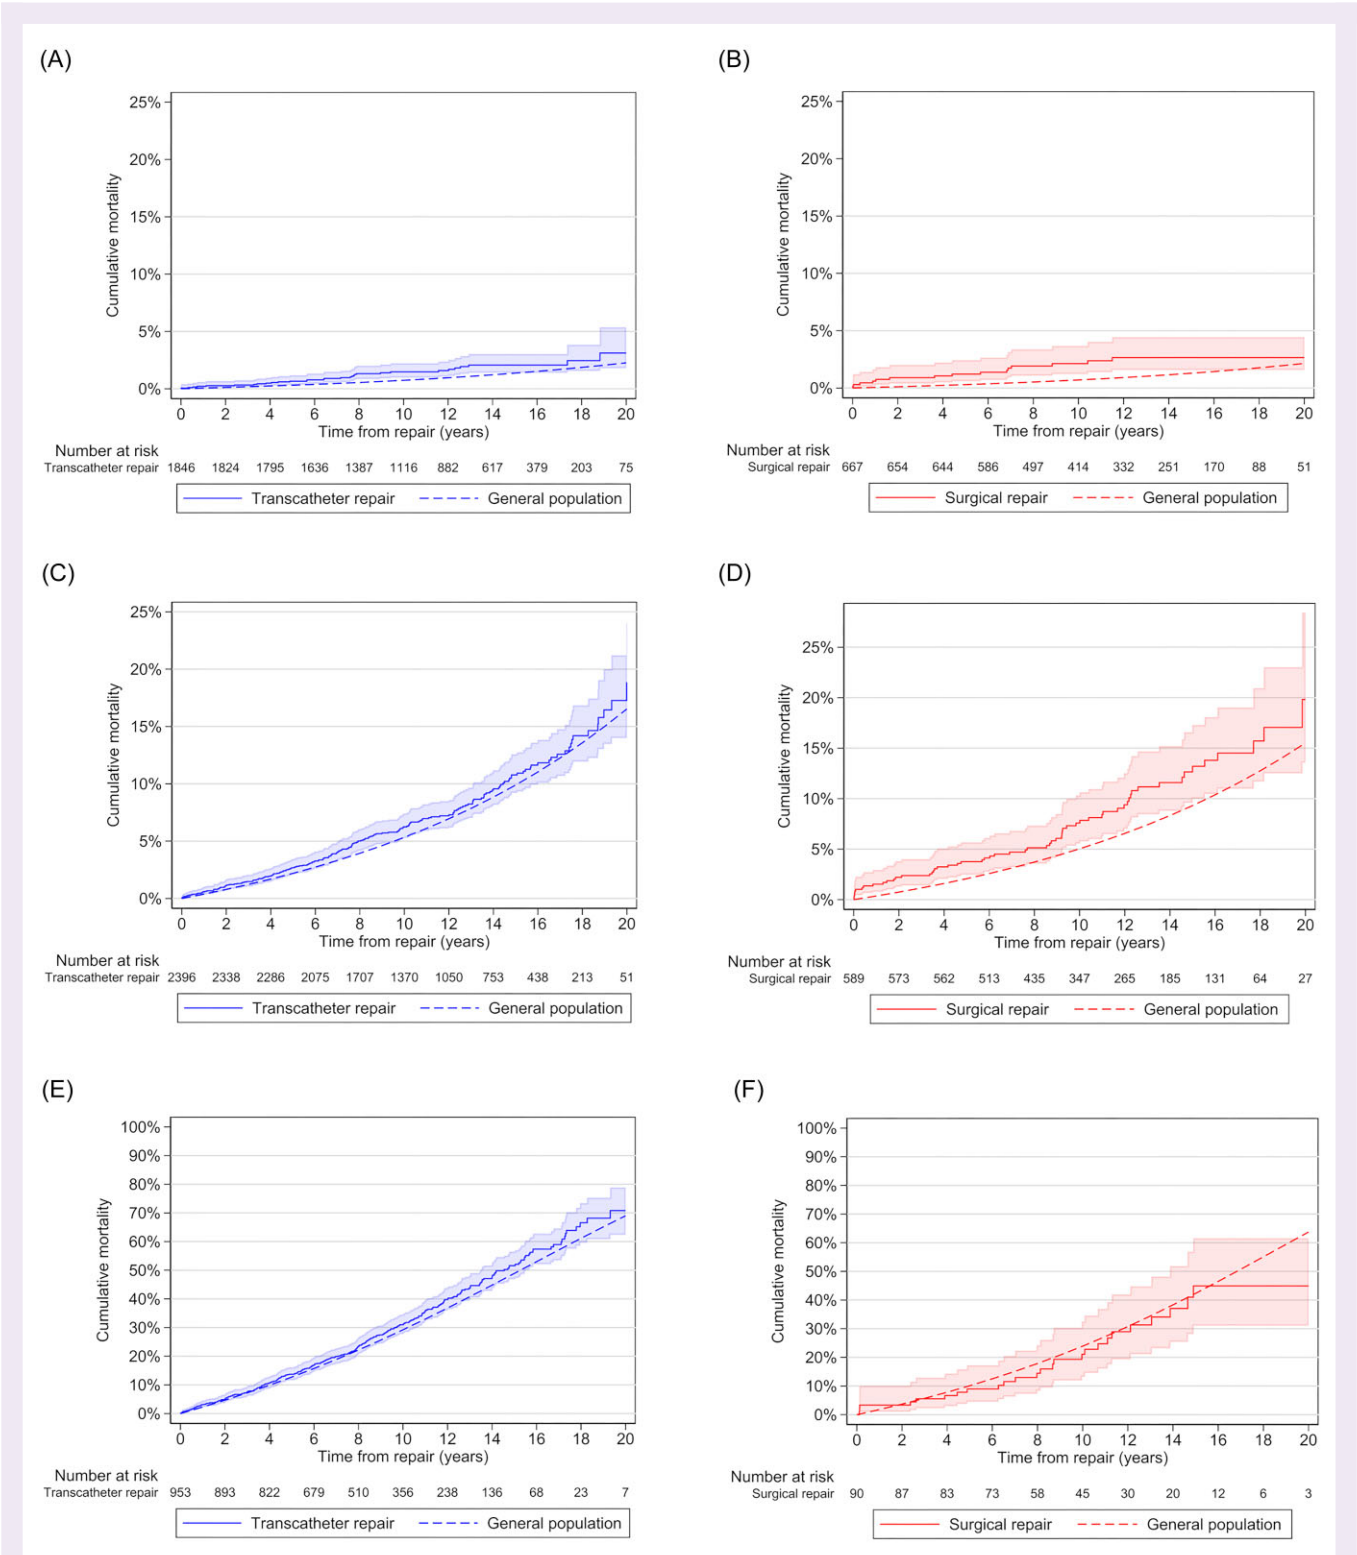 (A)
25%
20%
15%
10%
5%
0%
Cumulative mortality
0 2 4 6 8 10 12 14 16 18 20
Time from repair (years)
Number at risk
Transcatheter repair 1846 1824 1795 1636 1387 1116 882 617 379 203 75
Transcatheter repair General population
(B)
25%
20%
15%
10%
5%
0%
Cumulative mortality
0 2 4 6 8 10 12 14 16 18 20
Time from repair (years)
Number at risk
Surgical repair 667 654 644 586 497 414 332 251 170 88 51
Surgical repair General population
(C)
25%
20%
15%
10%
5%
0%
Cumulative mortality
0 2 4 6 8 10 12 14 16 18 20
Time from repair (years)
Number at risk
Transcatheter repair 2396 2338 2286 2075 1707 1370 1050 753 438 213 51
Transcatheter repair General population
(D)
25%
20%
15%
10%
5%
0%
Cumulative mortality
0 2 4 6 8 10 12 14 16 18 20
Time from repair (years)
Number at risk
Surgical repair 589 573 562 513 435 347 265 185 131 64 27
Surgical repair General population
(E)
100%
90%
80%
70%
60%
50%
40%
30%
20%
10%
0%
Cumulative mortality
0 2 4 6 8 10 12 14 16 18 20
Time from repair (years)
Number at risk
Transcatheter repair 953 893 822 679 510 356 238 136 68 23 7
Transcatheter repair General population
(F)
100%
90%
80%
70%
60%
50%
40%
30%
20%
10%
0%
Cumulative mortality
0 2 4 6 8 10 12 14 16 18 20
Time from repair (years)
Number at risk
Surgical repair 90 87 83 73 58 45 30 20 12 6 3
Surgical repair General population